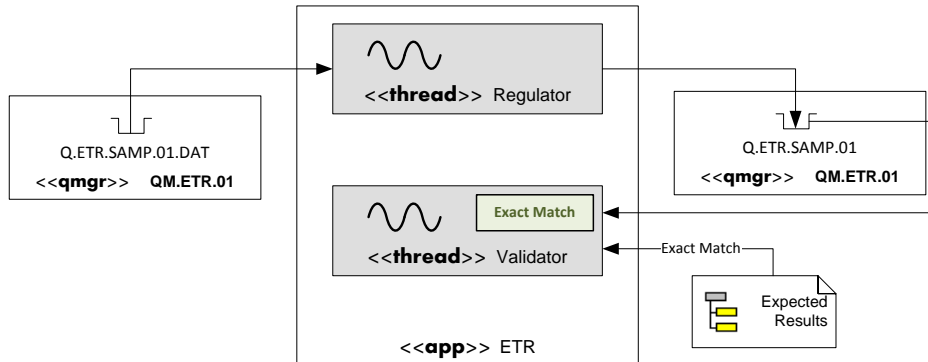 <<thread>> Regulator
Q.ETR.SAMP.01.DAT
<<qmgr>> QM.ETR.01
Q.ETR.SAMP.01
<<qmgr>> QM.ETR.01
Exact Match
<<thread>> Validator
Exact Match
Expected
Results
<<app>> ETR